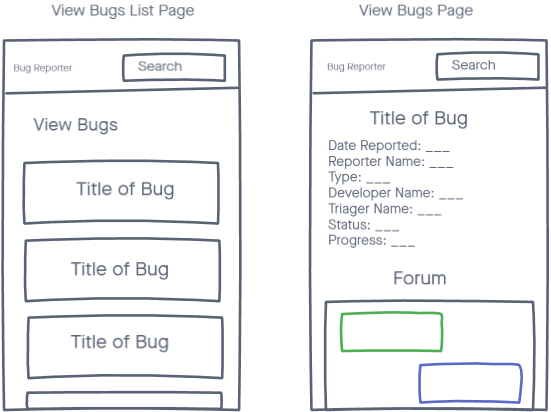 View Bugs List Page
Bug Reporter
Search
View Bugs
Title of Bug
Title of Bug
Title of Bug
View Bugs Page
Bug Reporter
Search
Title of Bug
Date Reported: ___
Reporter Name: ___
Type: ___
Developer Name: ___
Triager Name: ___
Status: ___
Progress: ___
Forum